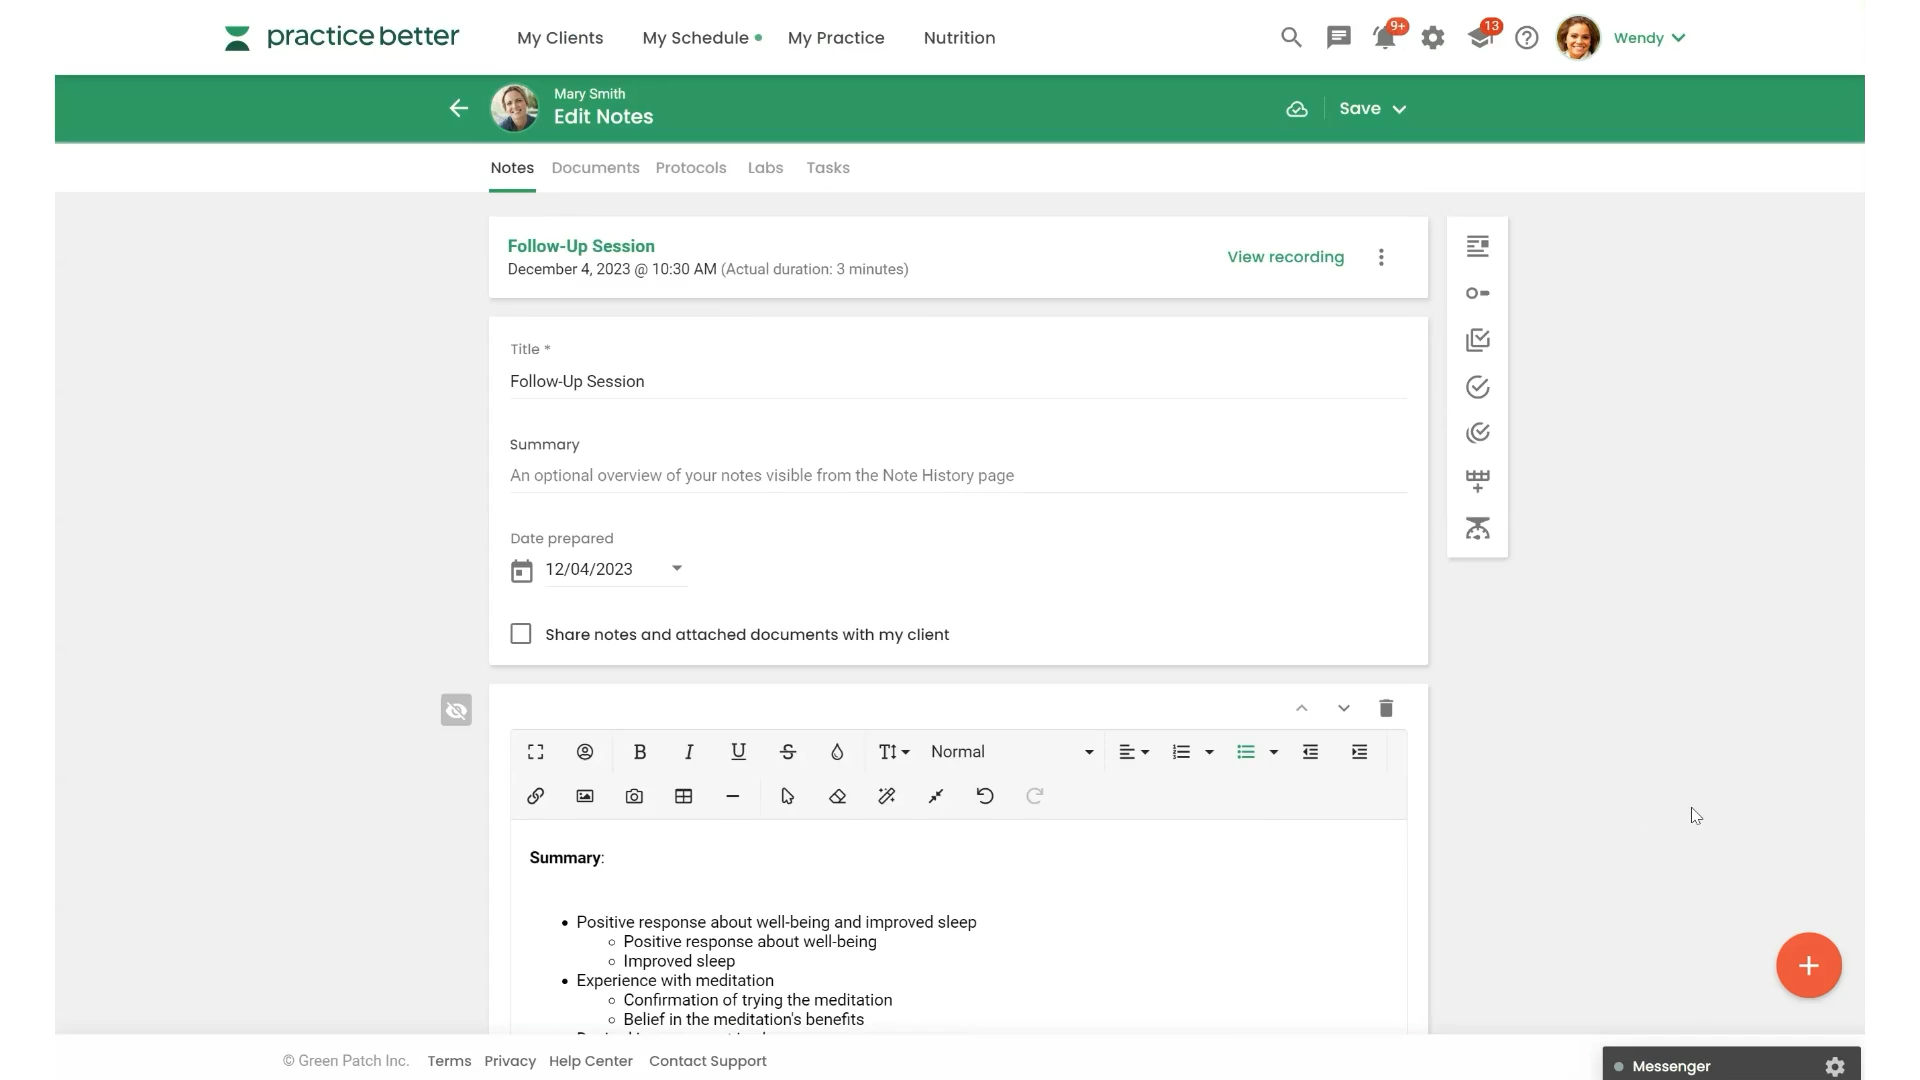 practice better
My Clients
My Schedule
My Practice
Nutrition
9+
13
Wendy
Mary Smith
Edit Notes
Save
Notes
Documents
Protocols
Labs
Tasks
Follow-Up Session
December 4, 2023 @ 10:30 AM (Actual duration: 3 minutes)
View recording
Title *
Follow-Up Session
Summary
An optional overview of your notes visible from the Note History page
Date prepared
12/04/2023
Share notes and attached documents with my client
Normal
Summary:
• Positive response about well-being and improved sleep
◦ Positive response about well-being
◦ Improved sleep
• Experience with meditation
◦ Confirmation of trying the meditation
◦ Belief in the meditation's benefits
© Green Patch Inc.
Terms
Privacy
Help Center
Contact Support
Messenger